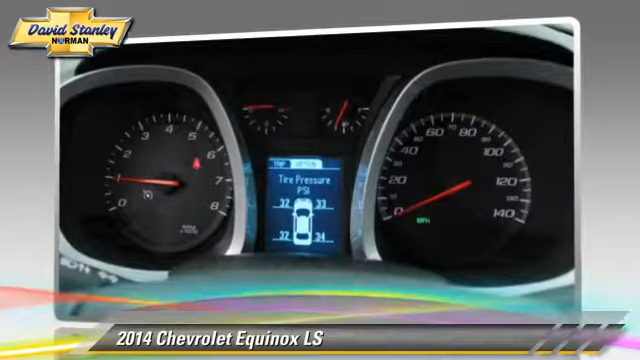 David Stanley
NORMAN
TRIP OPTION
Tire Pressure
PSI
32 33
32 34
0 1 2 3 4 5 6 7 8
0 20 40 60 70 80 100 120 140
MPH
2014 Chevrolet Equinox LS